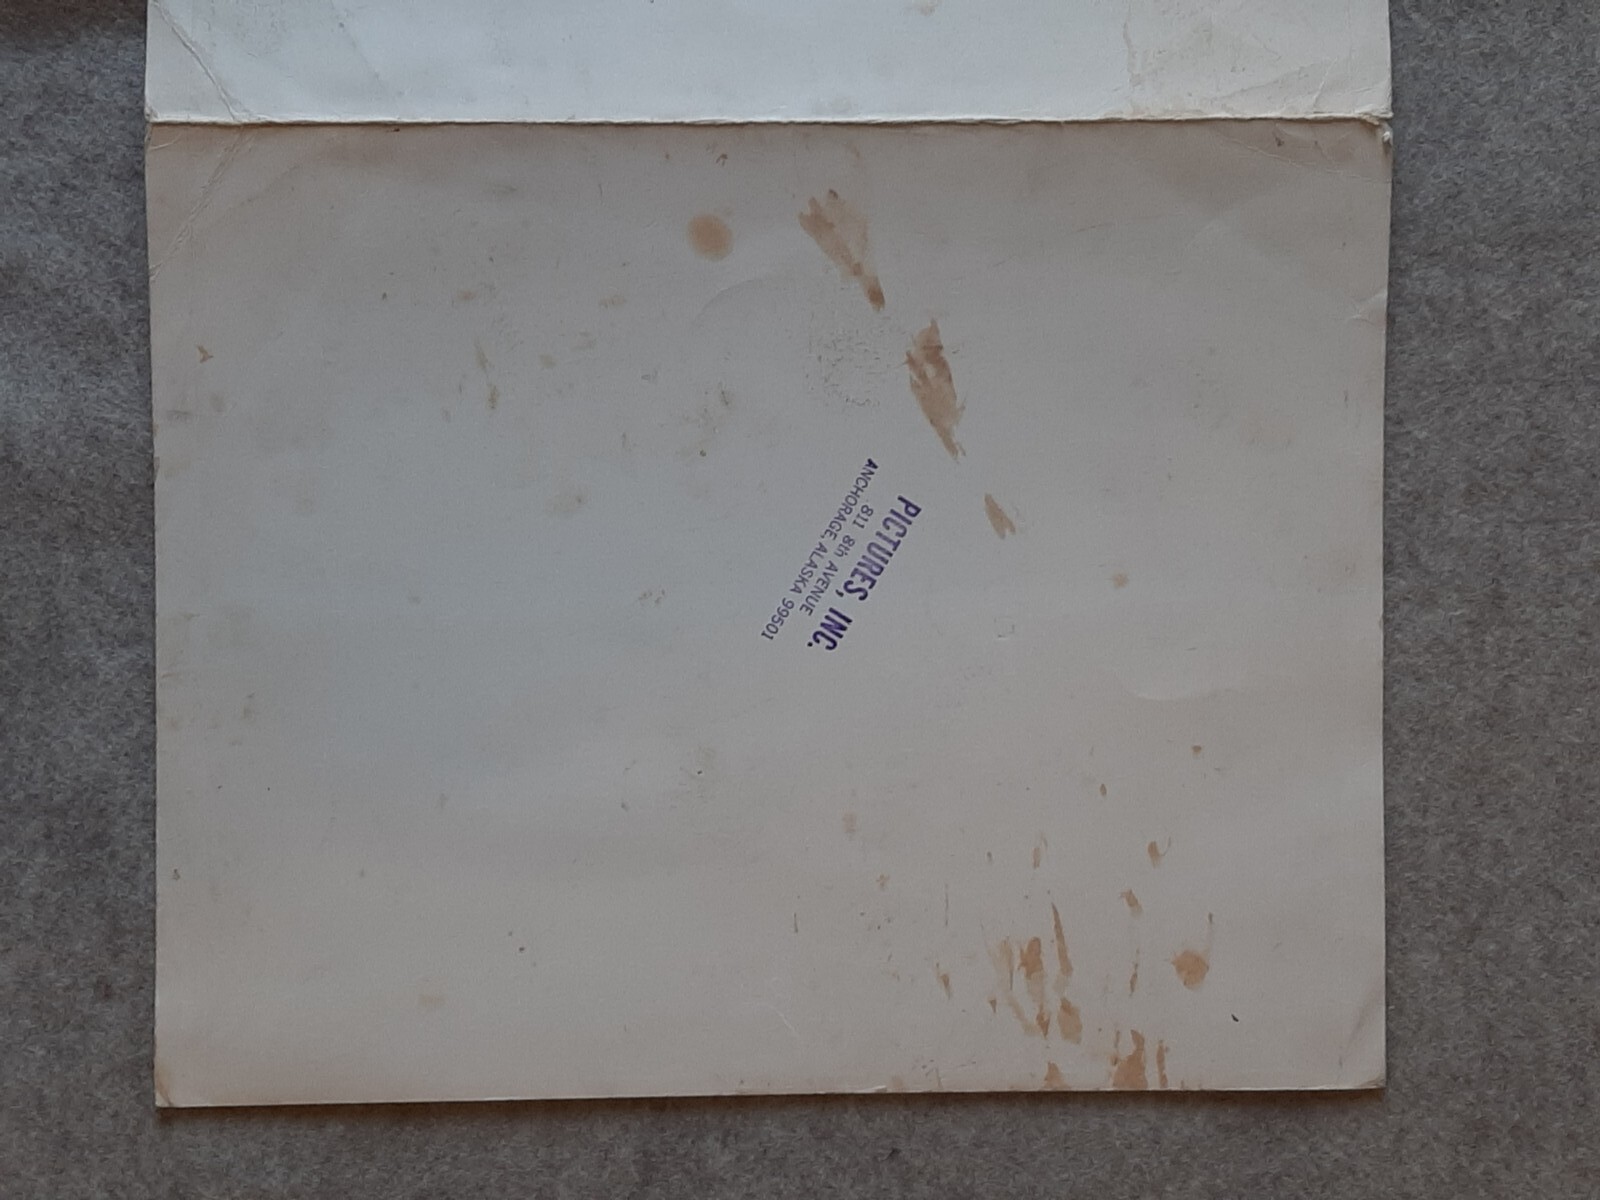 PICTURES, INC.
811 8th AVENUE
ANCHORAGE, ALASKA 99501